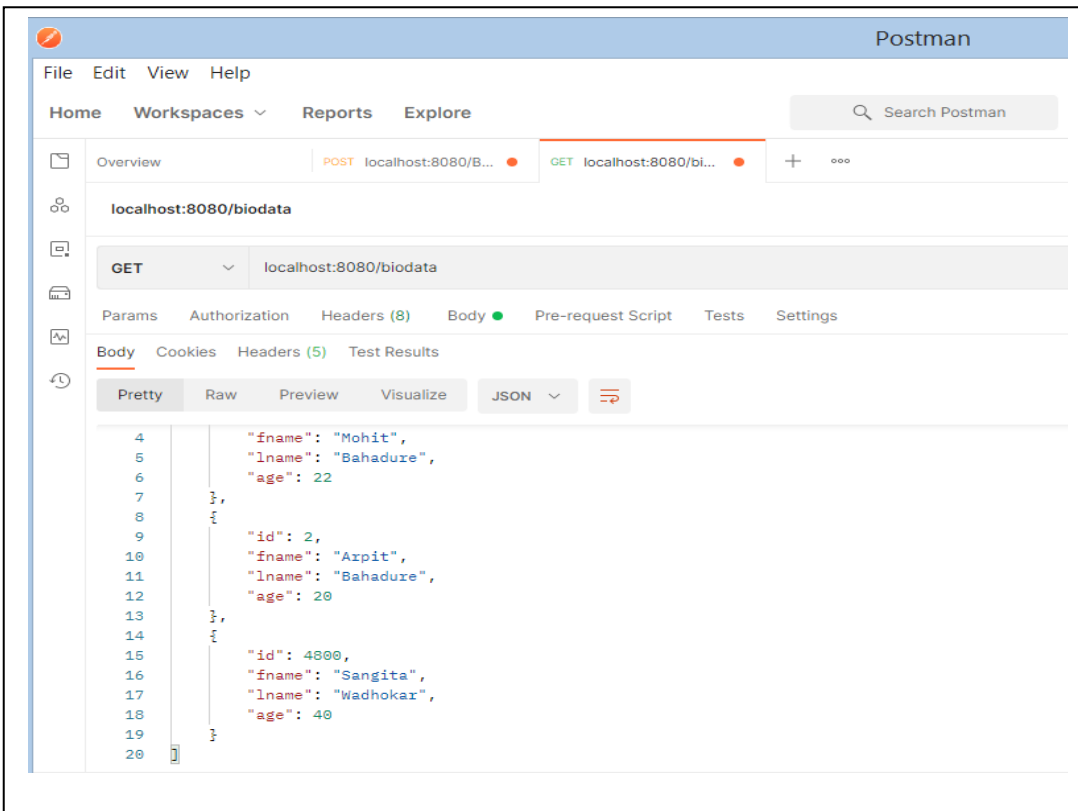 Postman
File Edit View Help
Home Workspaces Reports Explore Search Postman
Overview POST localhost:8080/B... GET localhost:8080/bi... + ooo
localhost:8080/biodata
GET localhost:8080/biodata
Params Authorization Headers (8) Body Pre-request Script Tests Settings
Body Cookies Headers (5) Test Results
Pretty Raw Preview Visualize JSON
4 "fname": "Mohit",
5 "lname": "Bahadure",
6 "age": 22
7 },
8 {
9 "id": 2,
10 "fname": "Arpit",
11 "lname": "Bahadure",
12 "age": 20
13 },
14 {
15 "id": 4800,
16 "fname": "Sangita",
17 "lname": "Wadhokar",
18 "age": 40
19 }
20 ]